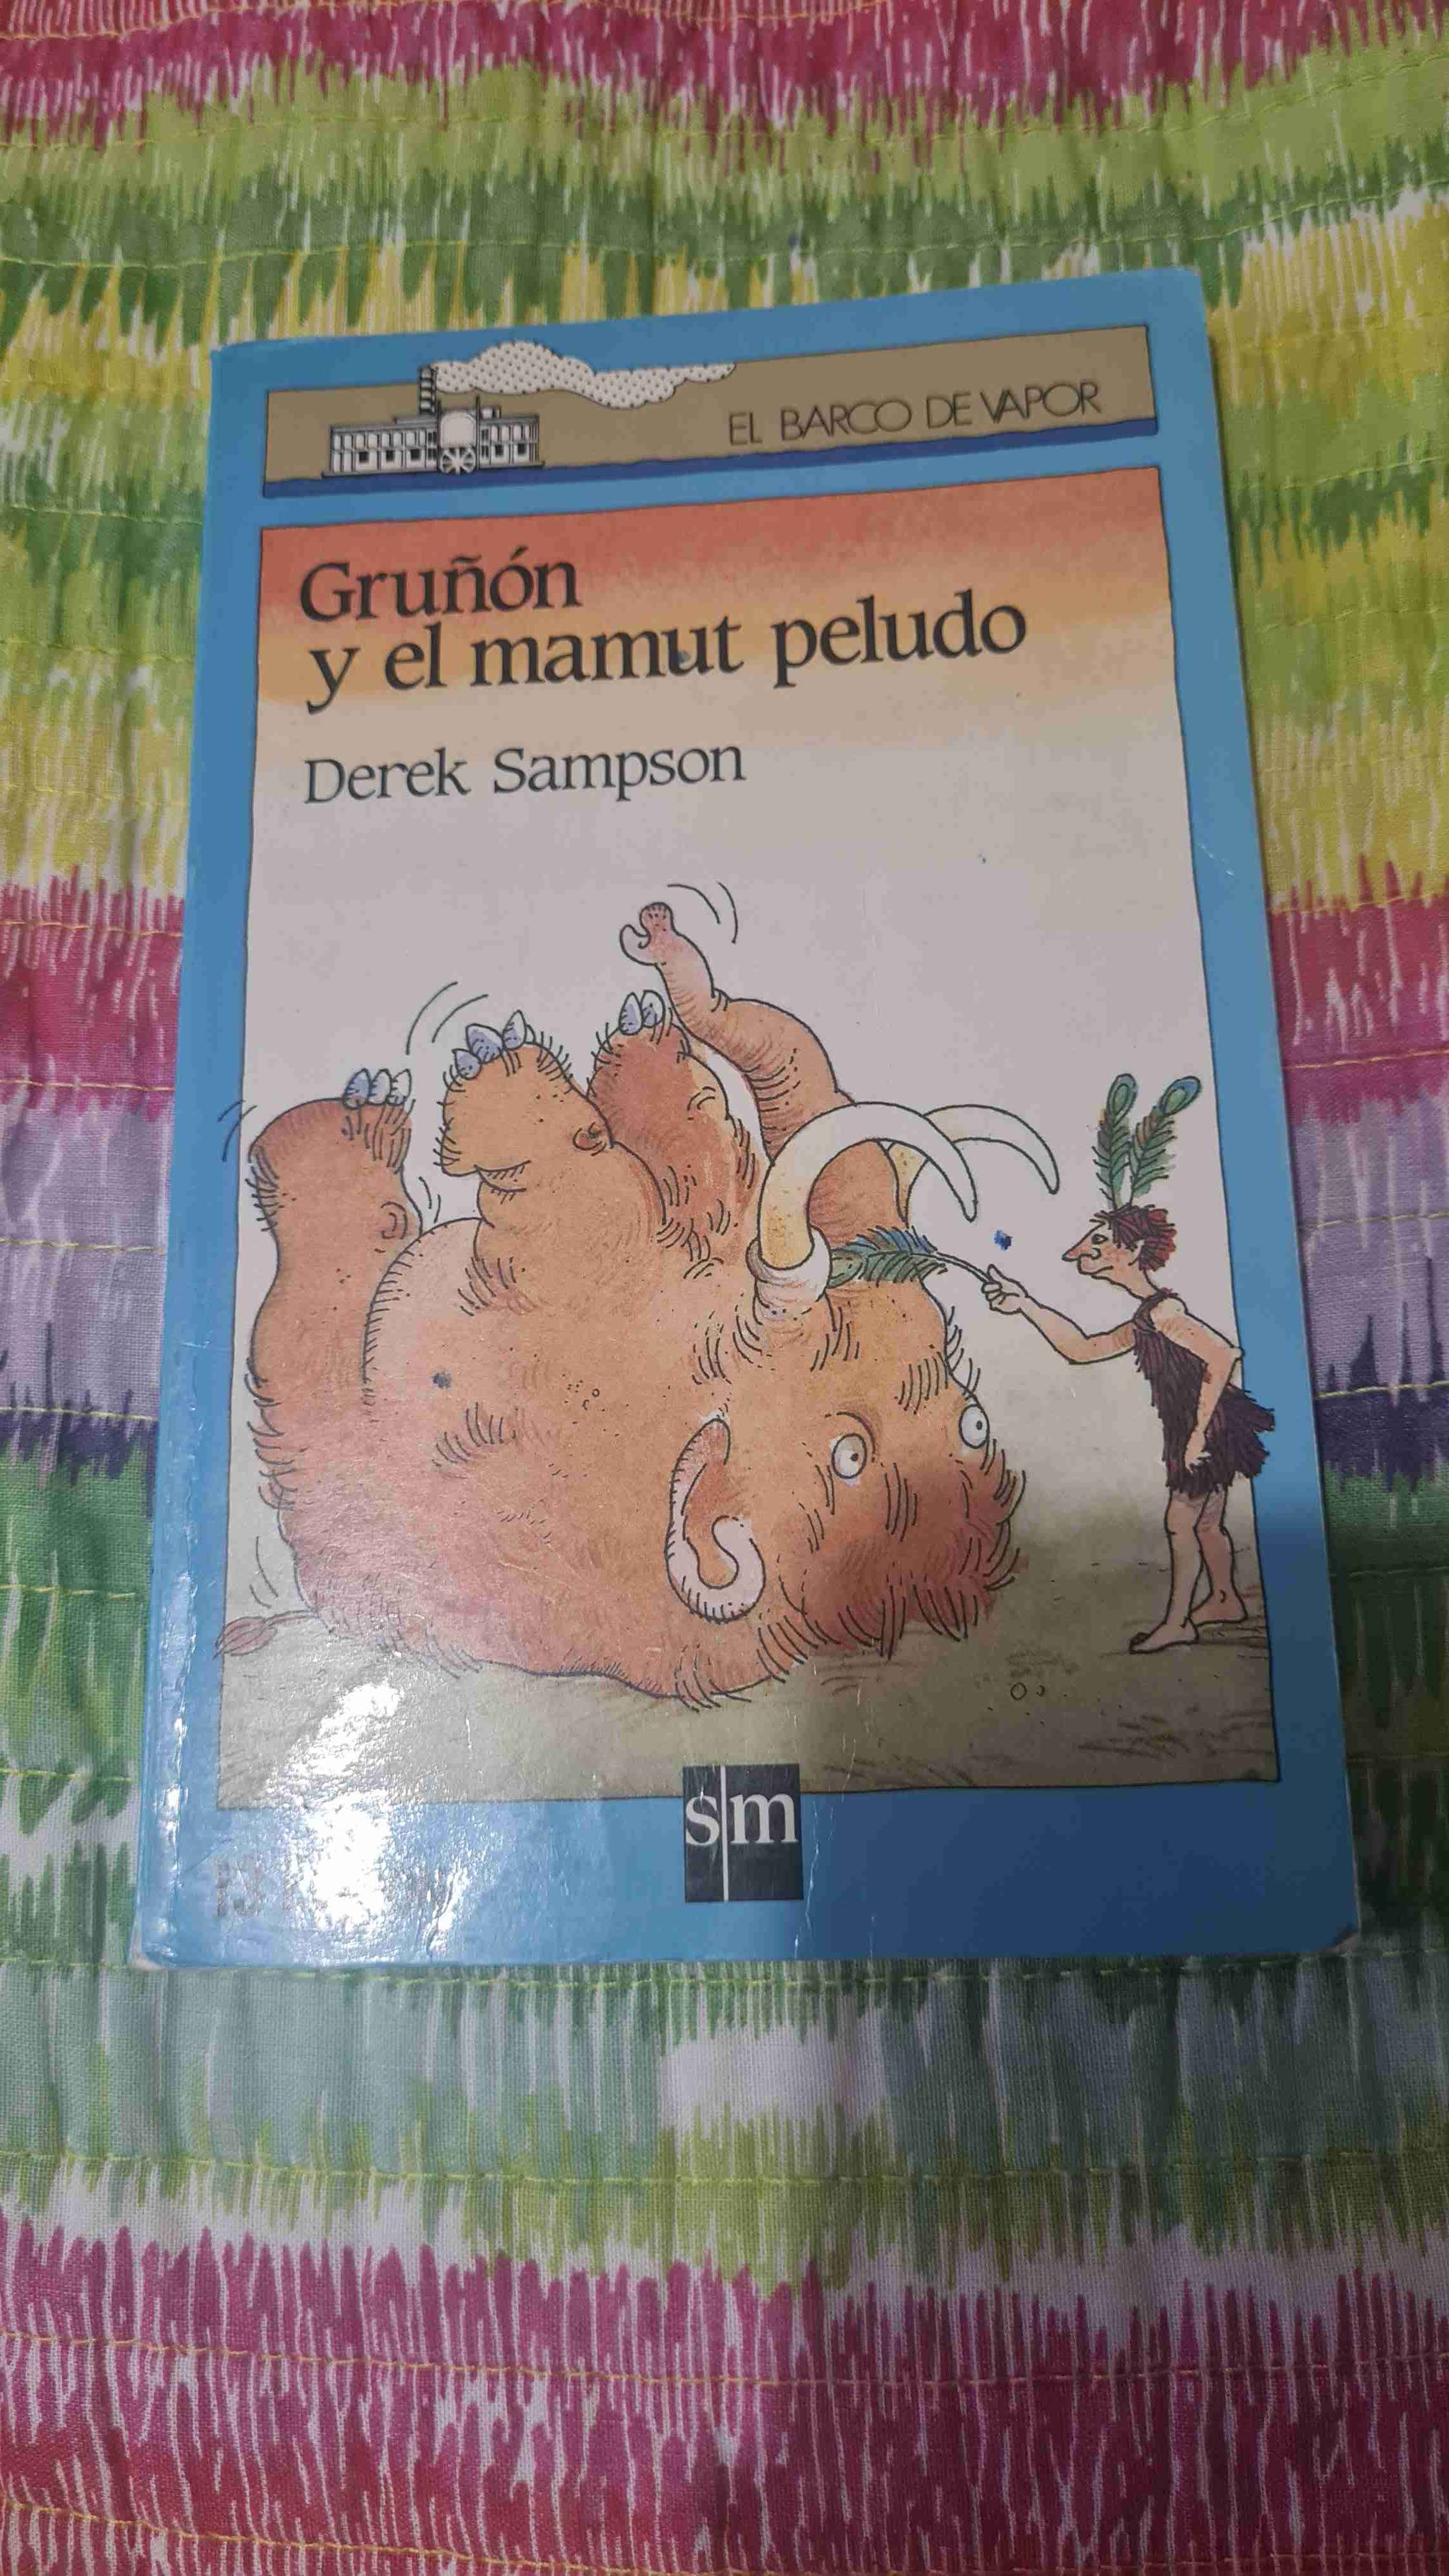 EL BARCO DE VAPOR
Gruñón
y el mamut peludo
Derek Sampson
sm